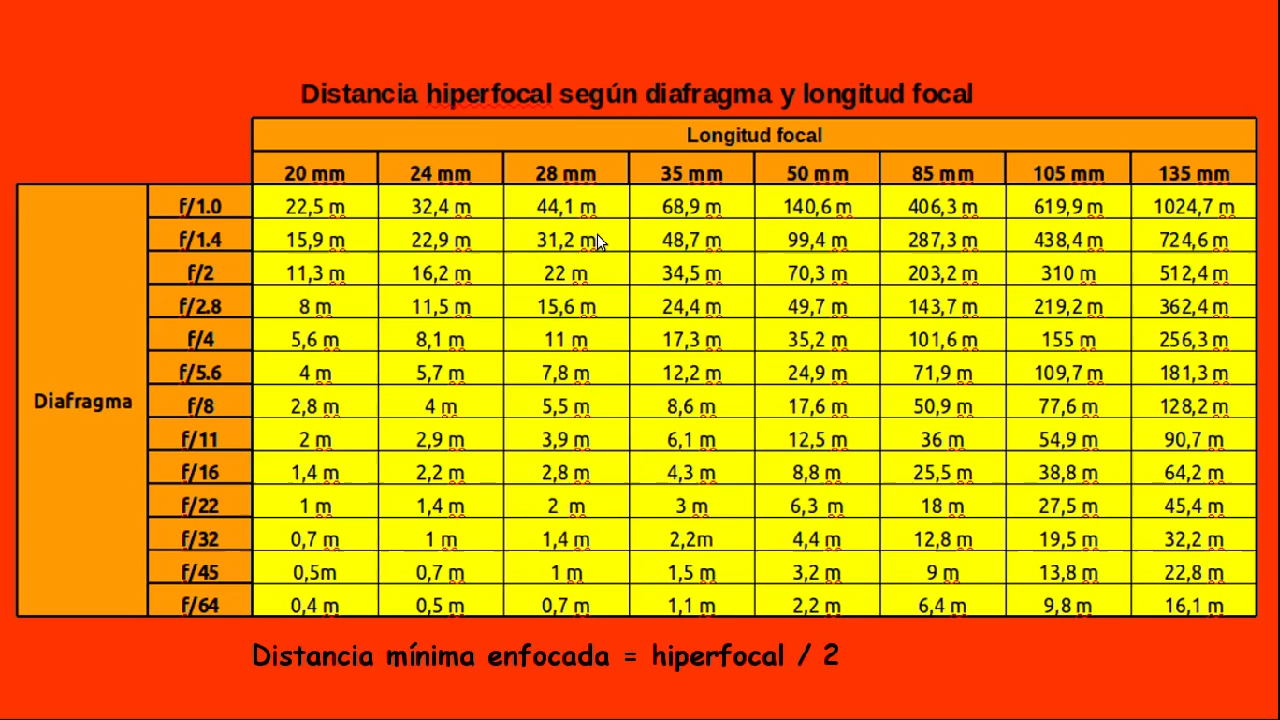 Distancia hiperfocal según diafragma y longitud focal
Longitud focal
20 mm 24 mm 28 mm 35 mm 50 mm 85 mm 105 mm 135 mm
f/1.0 22,5 m 32,4 m 44,1 m 68,9 m 140,6 m 406,3 m 619,9 m 1024,7 m
f/1.4 15,9 m 22,9 m 31,2 m 48,7 m 99,4 m 287,3 m 438,4 m 724,6 m
f/2 11,3 m 16,2 m 22 m 34,5 m 70,3 m 203,2 m 310 m 512,4 m
f/2.8 8 m 11,5 m 15,6 m 24,4 m 49,7 m 143,7 m 219,2 m 362,4 m
f/4 5,6 m 8,1 m 11 m 17,3 m 35,2 m 101,6 m 155 m 256,3 m
f/5.6 4 m 5,7 m 7,8 m 12,2 m 24,9 m 71,9 m 109,7 m 181,3 m
Diafragma
f/8 2,8 m 4 m 5,5 m 8,6 m 17,6 m 50,9 m 77,6 m 128,2 m
f/11 2 m 2,9 m 3,9 m 6,1 m 12,5 m 36 m 54,9 m 90,7 m
f/16 1,4 m 2,2 m 2,8 m 4,3 m 8,8 m 25,5 m 38,8 m 64,2 m
f/22 1 m 1,4 m 2 m 3 m 6,3 m 18 m 27,5 m 45,4 m
f/32 0,7 m 1 m 1,4 m 2,2m 4,4 m 12,8 m 19,5 m 32,2 m
f/45 0,5m 0,7 m 1 m 1,5 m 3,2 m 9 m 13,8 m 22,8 m
f/64 0,4 m 0,5 m 0,7 m 1,1 m 2,2 m 6,4 m 9,8 m 16,1 m
Distancia mínima enfocada = hiperfocal / 2